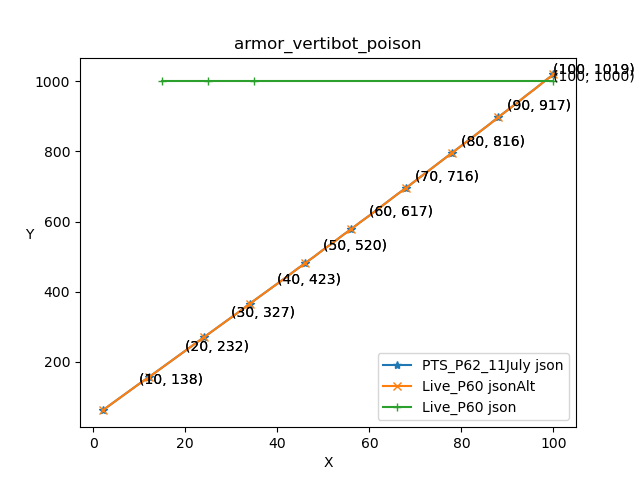 armor_vertibot_poison
(100, 1019)
(100, 1000)
1000
(90, 917)
(80, 816)
800
(70, 716)
(60, 617)
600
Y
(50, 520)
(40, 423)
400
(30, 327)
(20, 232)
200
(10, 138)
PTS_P62_11July json
Live_P60 jsonAlt
Live_P60 json
0 20 40 60 80 100
X